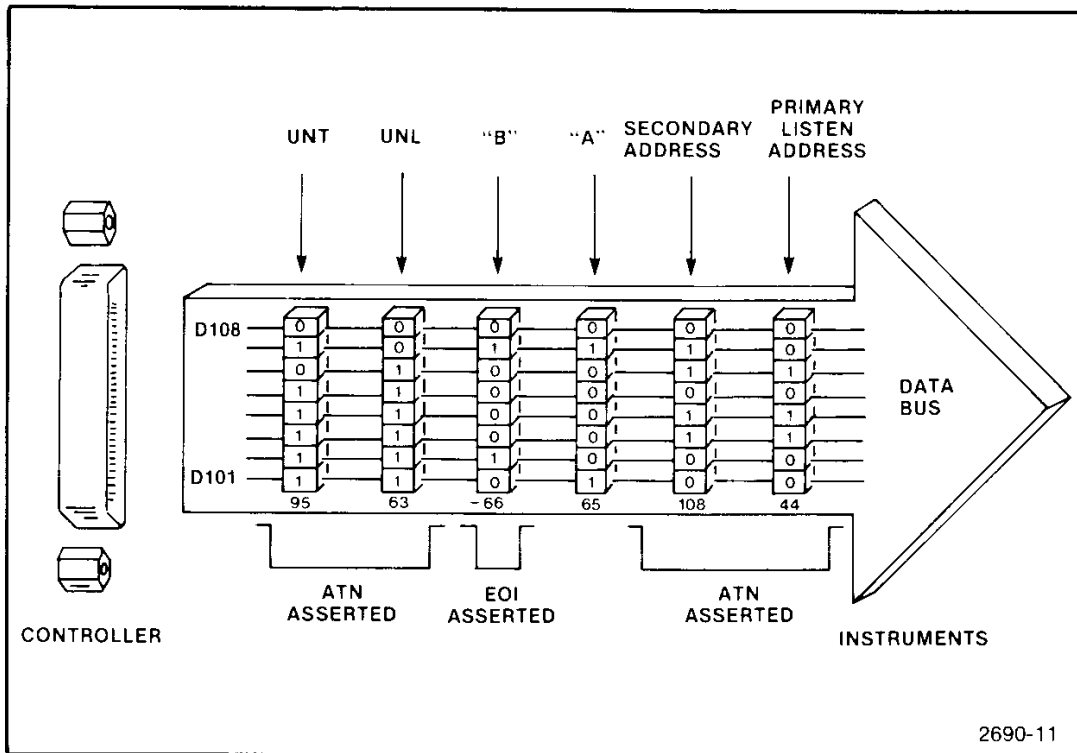 UNT UNL "B" "A" SECONDARY ADDRESS PRIMARY LISTEN ADDRESS
D108 0 0 0 0 0 0
1 0 1 1 1 0
0 1 0 0 1 1
1 1 0 0 0 0
1 1 0 0 1 1
1 1 0 0 1 1
1 1 1 0 0 0
D101 1 1 0 1 0 0
95 63 -66 65 108 44
DATA
BUS
ATN
ASSERTED
EOI
ASSERTED
ATN
ASSERTED
CONTROLLER
INSTRUMENTS
2690-11